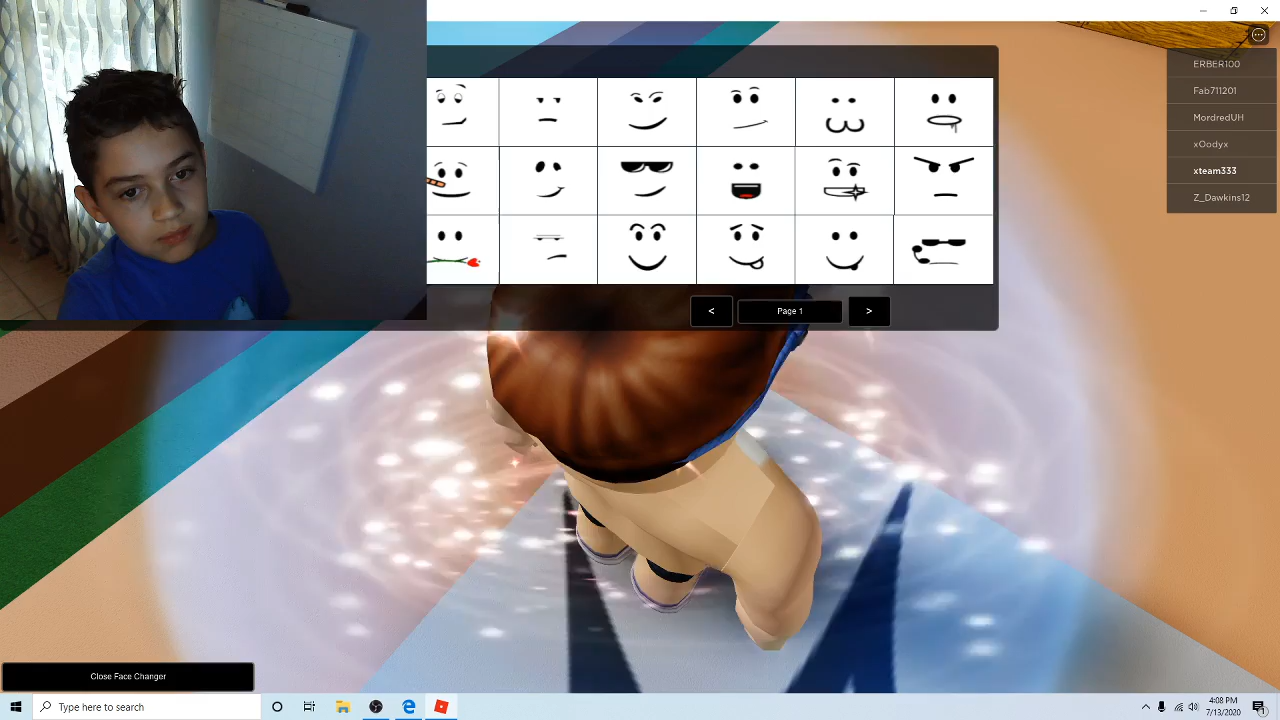 ERBER100
Fab711201
MordredUH
xOodyx
xteam333
Z_Dawkins12
<
Page 1
>
Close Face Changer
Type here to search
4:08 PM
7/13/2020
1